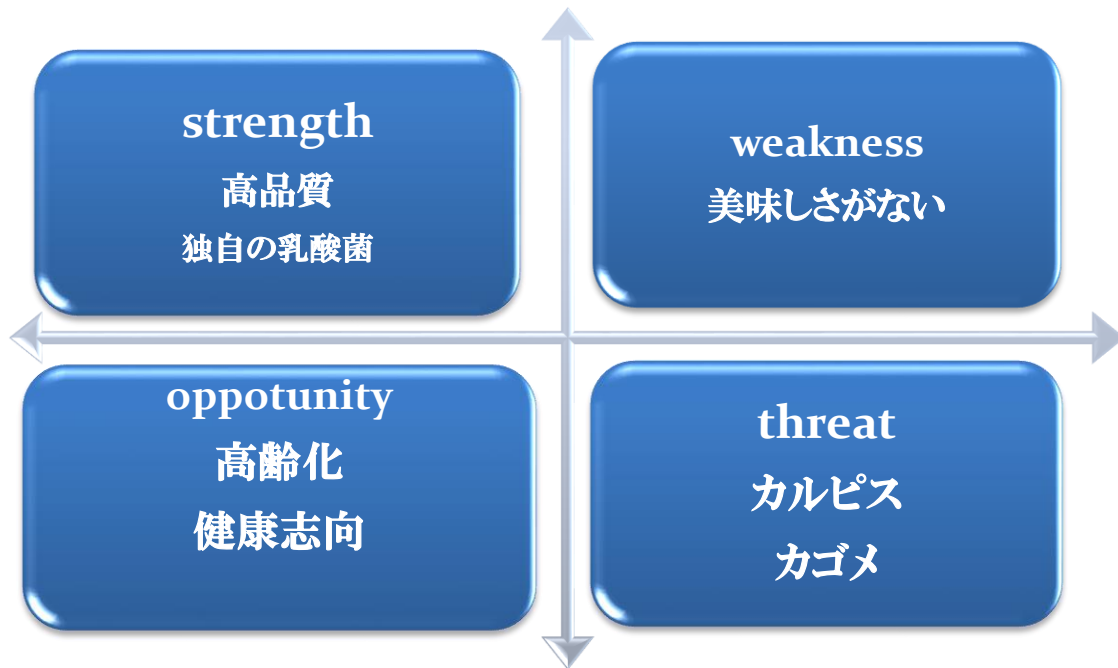 strength
高品質
独自の乳酸菌
weakness
美味しさがない
oppotunity
高齢化
健康志向
threat
カルピス
カゴメ